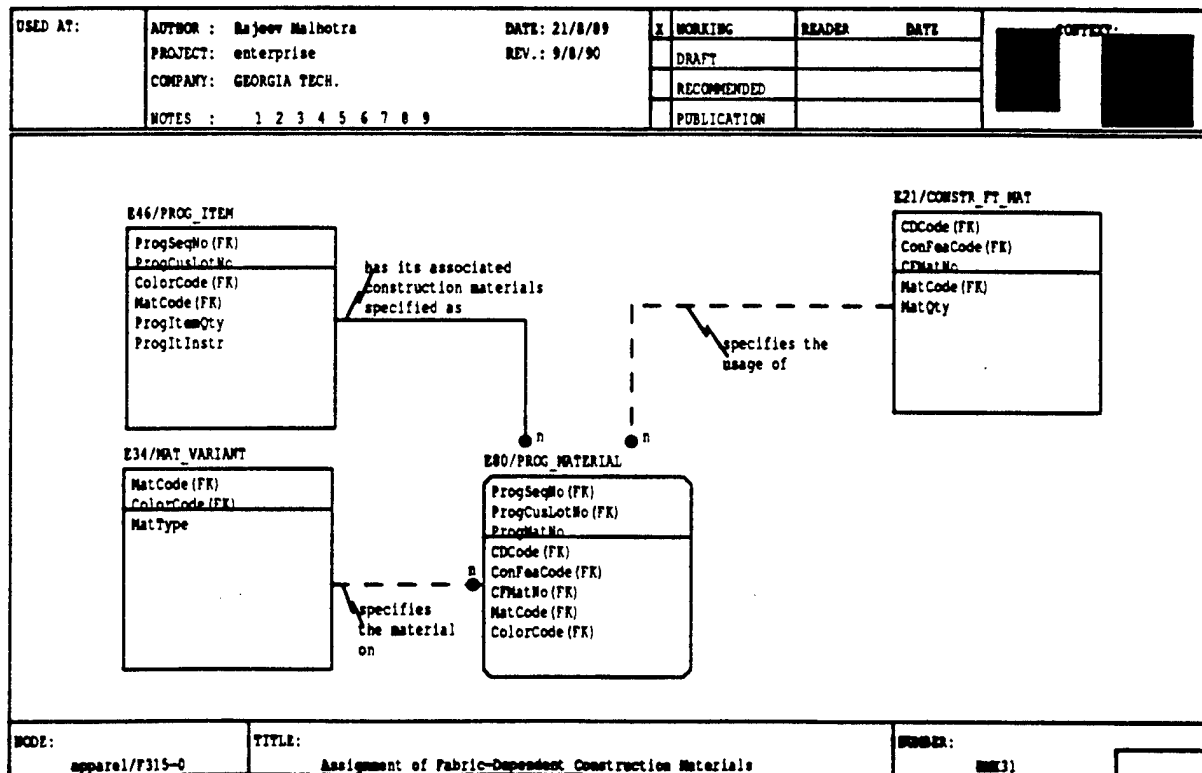 USED AT:
AUTHOR : Rajeev Malhotra
DATE: 21/8/89
PROJECT: enterprise
REV.: 9/8/90
COMPANY: GEORGIA TECH.
NOTES : 1 2 3 4 5 6 7 8 9
X WORKING
DRAFT
RECOMMENDED
PUBLICATION
READER DATE
CONTEXT:
E46/PROG_ITEM
ProgSeqNo(FK)
ProgCusLotNo
ColorCode(FK)
MatCode(FK)
ProgItemQty
ProgItInstr
has its associated
construction materials
specified as
E21/CONSTR_FT_MAT
CDCode(FK)
ConFeaCode(FK)
CFMatNo
MatCode(FK)
MatQty
specifies the
usage of
n
n
E34/MAT_VARIANT
MatCode(FK)
ColorCode(FK)
MatType
E80/PROG_MATERIAL
ProgSeqNo(FK)
ProgCusLotNo(FK)
ProgMatNo
CDCode(FK)
ConFeaCode(FK)
CFMatNo(FK)
MatCode(FK)
ColorCode(FK)
n
specifies
the material
on
NODE:
apparel/F315-0
TITLE:
Assignment of Fabric-Dependent Construction Materials
NUMBER: